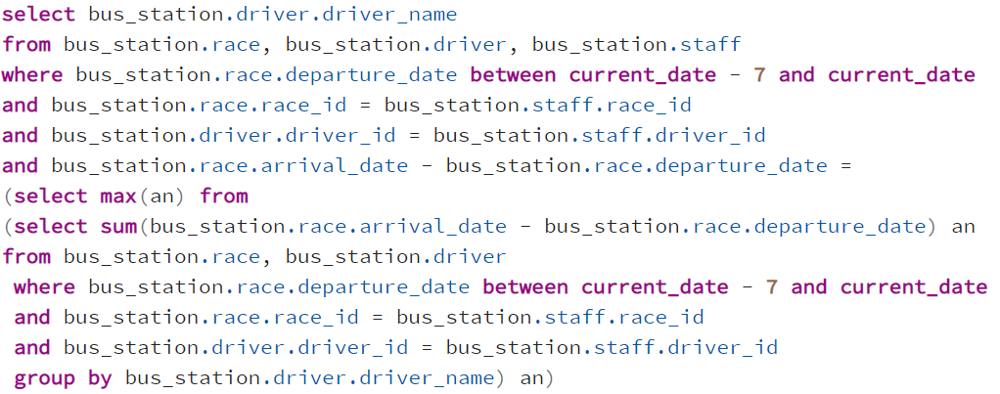 select bus_station.driver.driver_name
from bus_station.race, bus_station.driver, bus_station.staff
where bus_station.race.departure_date between current_date - 7 and current_date
and bus_station.race.race_id = bus_station.staff.race_id
and bus_station.driver.driver_id = bus_station.staff.driver_id
and bus_station.race.arrival_date - bus_station.race.departure_date =
(select max(an) from
(select sum(bus_station.race.arrival_date - bus_station.race.departure_date) an
from bus_station.race, bus_station.driver
where bus_station.race.departure_date between current_date - 7 and current_date
and bus_station.race.race_id = bus_station.staff.race_id
and bus_station.driver.driver_id = bus_station.staff.driver_id
group by bus_station.driver.driver_name) an)